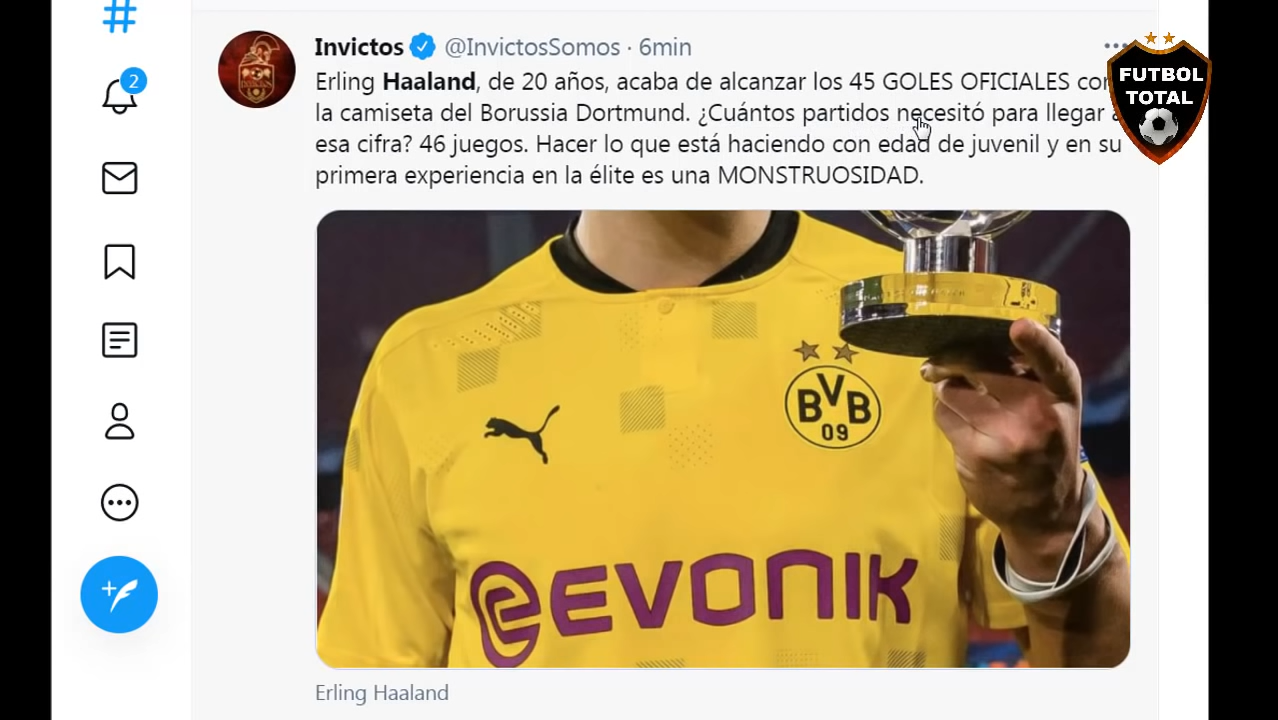 #
2
Invictos @InvictosSomos · 6min
Erling Haaland, de 20 años, acaba de alcanzar los 45 GOLES OFICIALES con
la camiseta del Borussia Dortmund. ¿Cuántos partidos necesitó para llegar a
esa cifra? 46 juegos. Hacer lo que está haciendo con edad de juvenil y en su
primera experiencia en la élite es una MONSTRUOSIDAD.
FUTBOL
TOTAL
BVB
09
EVONIK
Erling Haaland